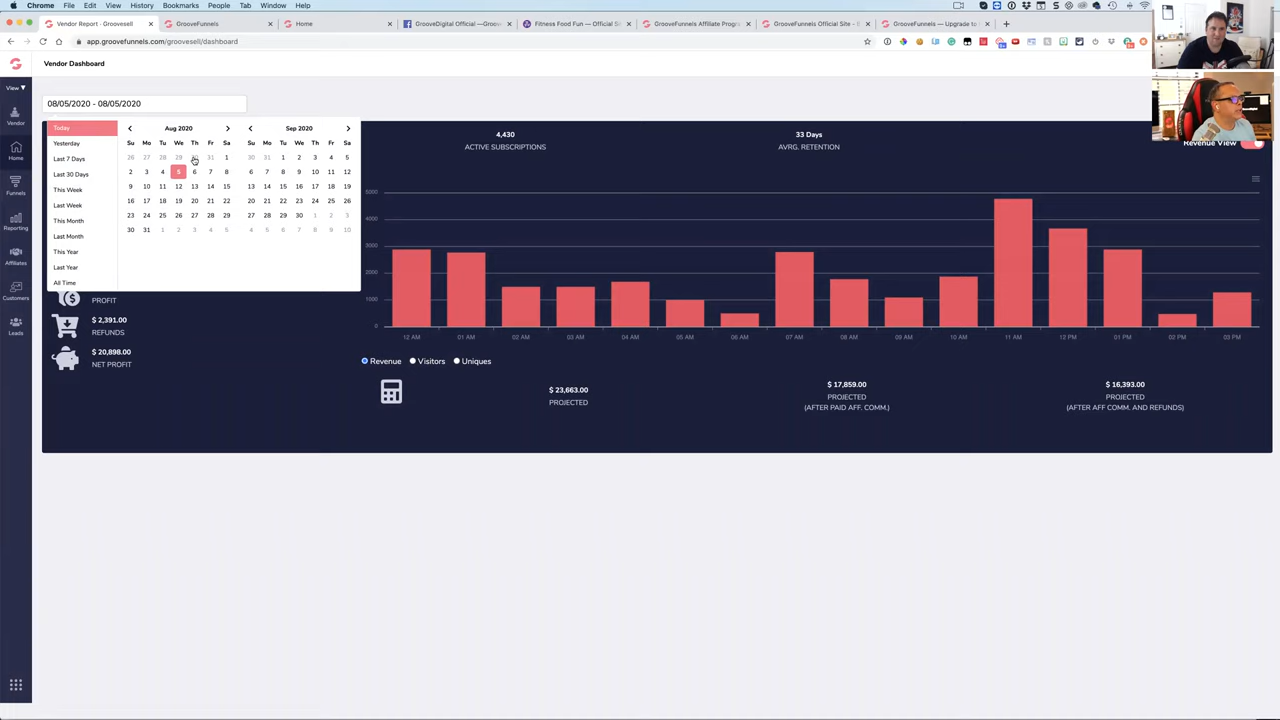 Chrome File Edit View History Bookmarks People Tab Window Help
Vendor Report - Groovesell
GrooveFunnels
Home
GrooveDigital Official —Groov
Fitness Food Fun — Official Si
GrooveFunnels Affiliate Progr
GrooveFunnels Official Site -
GrooveFunnels — Upgrade to
app.groovefunnels.com/groovesell/dashboard
Vendor Dashboard
View
Vendor
Home
Funnels
Reporting
Affiliates
Customers
Leads
08/05/2020 - 08/05/2020
Today
Yesterday
Last 7 Days
Last 30 Days
This Week
Last Week
This Month
Last Month
This Year
Last Year
All Time
Aug 2020
Su Mo Tu We Th Fr Sa
26 27 28 29 30 31 1
2 3 4 5 6 7 8
9 10 11 12 13 14 15
16 17 18 19 20 21 22
23 24 25 26 27 28 29
30 31 1 2 3 4 5
Sep 2020
Su Mo Tu We Th Fr Sa
30 31 1 2 3 4 5
6 7 8 9 10 11 12
13 14 15 16 17 18 19
20 21 22 23 24 25 26
27 28 29 30 1 2 3
4 5 6 7 8 9 10
4,430
ACTIVE SUBSCRIPTIONS
33 Days
AVRG. RETENTION
Revenue View
PROFIT
$ 2,391.00
REFUNDS
$ 20,898.00
NET PROFIT
5000
4000
3000
2000
1000
0
12 AM 01 AM 02 AM 03 AM 04 AM 05 AM 06 AM 07 AM 08 AM 09 AM 10 AM 11 AM 12 PM 01 PM 02 PM 03 PM
Revenue Visitors Uniques
$ 23,663.00
PROJECTED
$ 17,859.00
PROJECTED
(AFTER PAID AFF. COMM.)
$ 16,393.00
PROJECTED
(AFTER AFF COMM. AND REFUNDS)